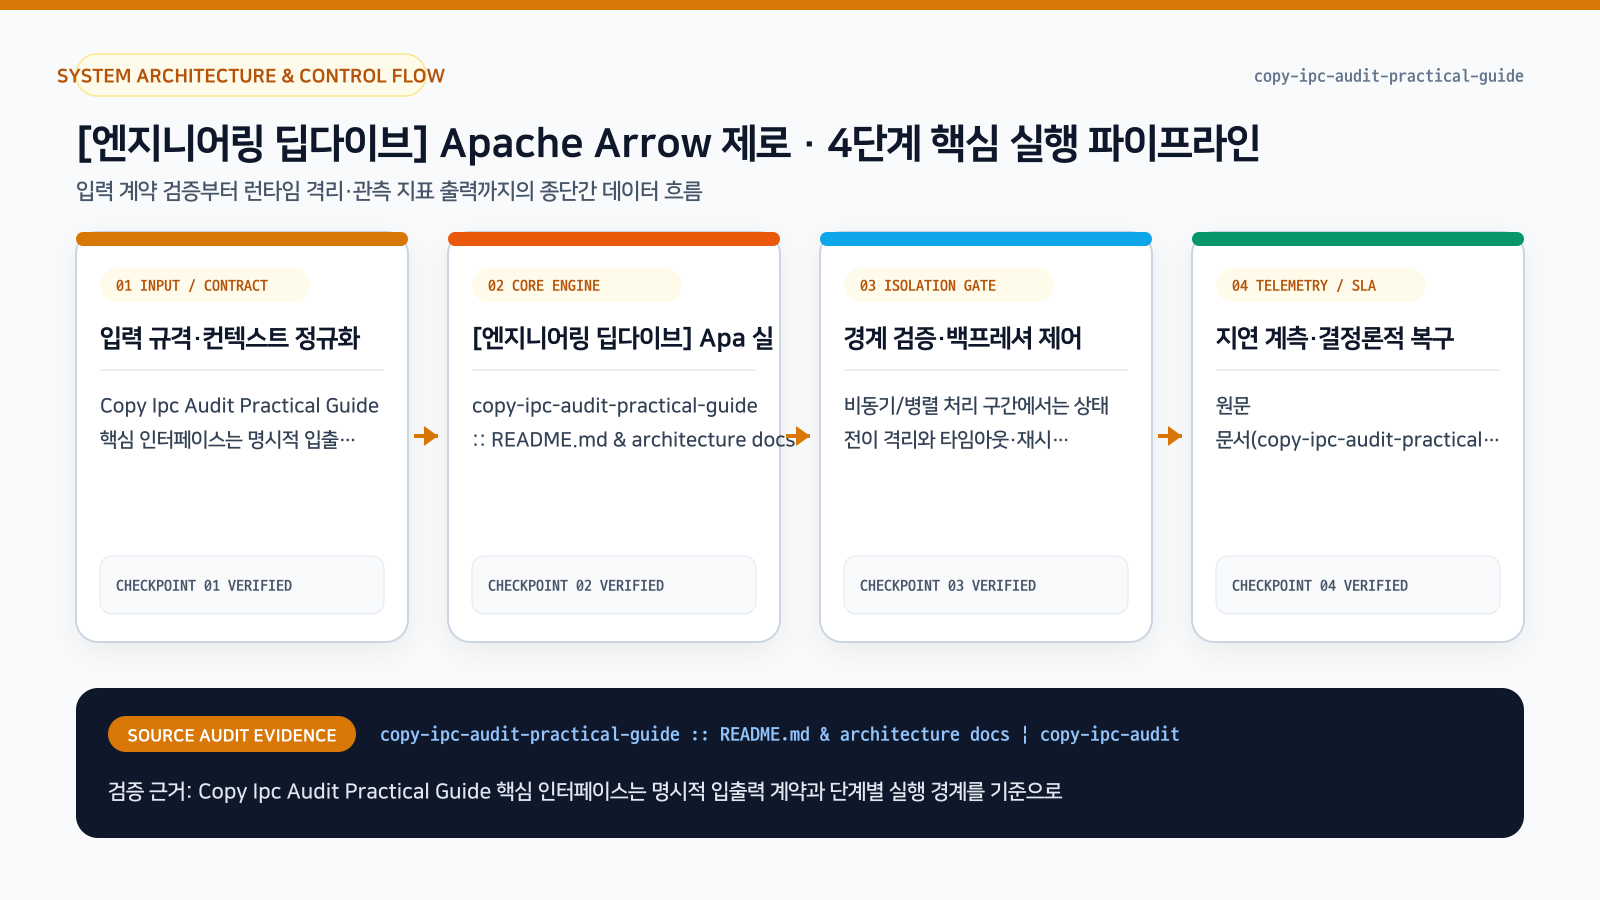 SYSTEM ARCHITECTURE & CONTROL FLOW
copy-ipc-audit-practical-guide
[엔지니어링 딥다이브] Apache Arrow 제로 · 4단계 핵심 실행 파이프라인
입력 계약 검증부터 런타임 격리·관측 지표 출력까지의 종단간 데이터 흐름
01 INPUT / CONTRACT
입력 규격·컨텍스트 정규화
Copy Ipc Audit Practical Guide
핵심 인터페이스는 명시적 입출…
CHECKPOINT 01 VERIFIED
02 CORE ENGINE
[엔지니어링 딥다이브] Apa 실
copy-ipc-audit-practical-guide
:: README.md & architecture docs
CHECKPOINT 02 VERIFIED
03 ISOLATION GATE
경계 검증·백프레셔 제어
비동기/병렬 처리 구간에서는 상태
전이 격리와 타임아웃·재시…
CHECKPOINT 03 VERIFIED
04 TELEMETRY / SLA
지연 계측·결정론적 복구
원문
문서(copy-ipc-audit-practical…
CHECKPOINT 04 VERIFIED
SOURCE AUDIT EVIDENCE
copy-ipc-audit-practical-guide :: README.md & architecture docs ¦ copy-ipc-audit
검증 근거: Copy Ipc Audit Practical Guide 핵심 인터페이스는 명시적 입출력 계약과 단계별 실행 경계를 기준으로